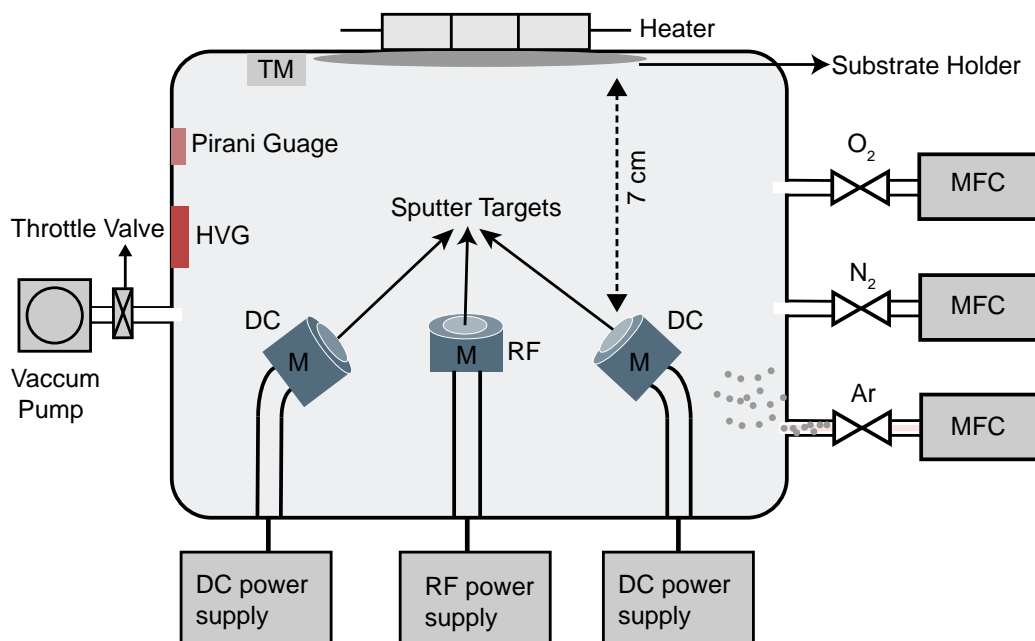 Heater
TM
Substrate Holder
Pirani Guage
O2
MFC
7 cm
Sputter Targets
Throttle Valve
HVG
N2
MFC
DC
M
M
RF
DC
M
Vaccum
Pump
Ar
MFC
DC power
supply
RF power
supply
DC power
supply